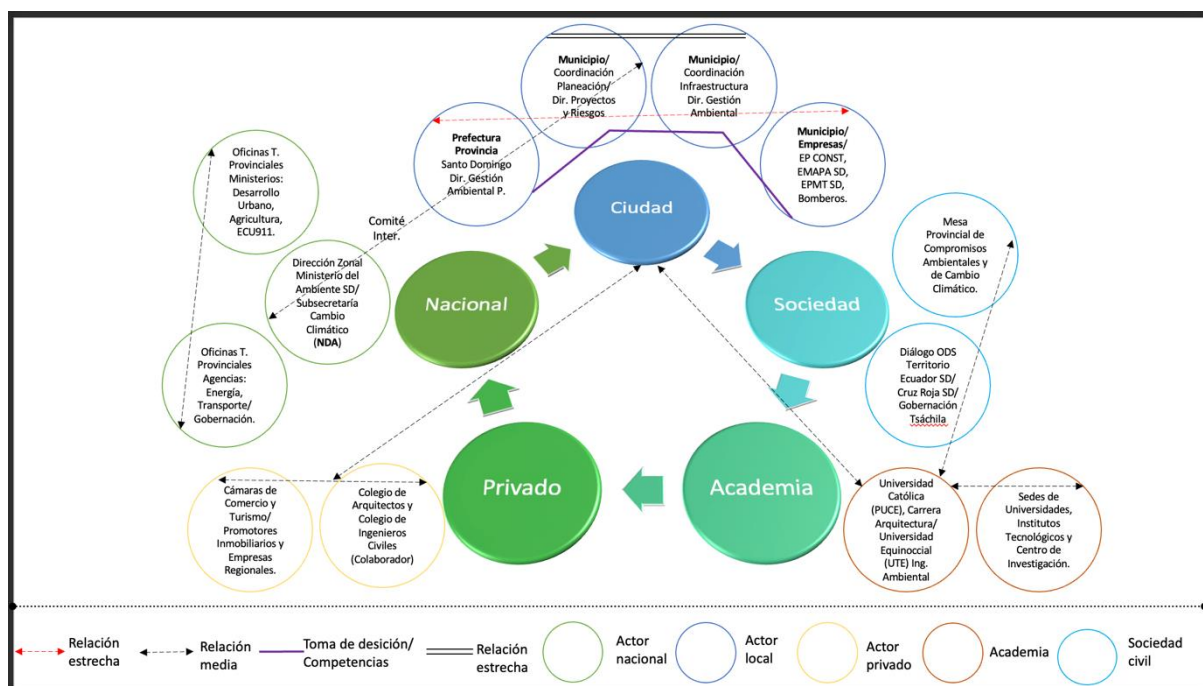 Municipio/
Coordinación
Planeación/
Dir. Proyectos
y Riesgos
Municipio/
Coordinación
Infraestructura
Dir. Gestión
Ambiental
Prefectura
Provincia
Santo Domingo
Dir. Gestión
Ambiental P.
Municipio/
Empresas/
EP CONST,
EMAPA SD,
EPMT SD,
Bomberos.
Oficinas T.
Provinciales
Ministerios:
Desarrollo
Urbano,
Agricultura,
ECU911.
Comité
Inter.
Dirección Zonal
Ministerio del
Ambiente SD/
Subsecretaría
Cambio
Climático
(NDA)
Oficinas T.
Provinciales
Agencias:
Energía,
Transporte/
Gobernación.
Ciudad
Nacional
Sociedad
Privado
Academia
Mesa
Provincial de
Compromisos
Ambientales y
de Cambio
Climático.
Diálogo ODS
Territorio
Ecuador SD/
Cruz Roja SD/
Gobernación
Tsáchila
Cámaras de
Comercio y
Turismo/
Promotores
Inmobiliarios y
Empresas
Regionales.
Colegio de
Arquitectos y
Colegio de
Ingenieros
Civiles
(Colaborador)
Universidad
Católica
(PUCE), Carrera
Arquitectura/
Universidad
Equinoccial
(UTE) Ing.
Ambiental
Sedes de
Universidades,
Institutos
Tecnológicos y
Centro de
Investigación.
Relación
estrecha
Relación
media
Toma de desición/
Competencias
Relación
estrecha
Actor
nacional
Actor
local
Actor
privado
Academia
Sociedad
civil